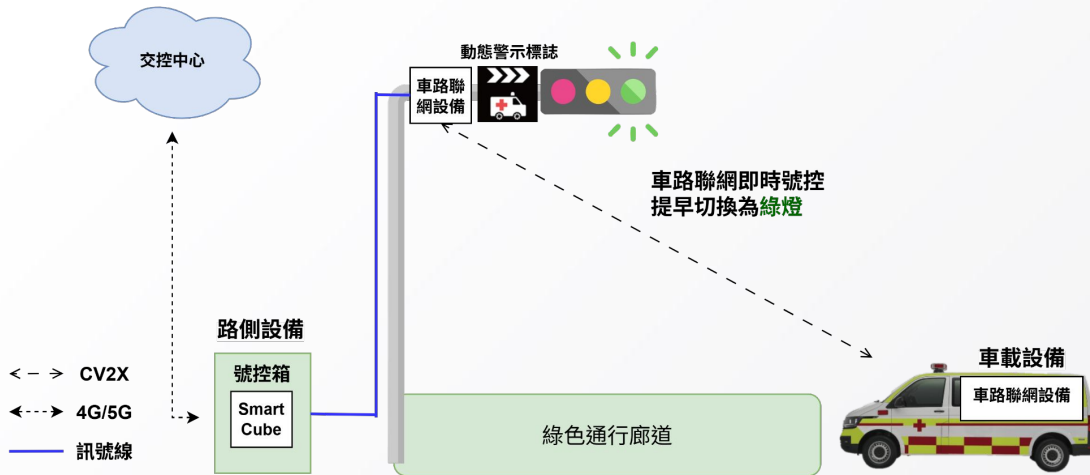 交控中心
動態警示標誌
車路聯
網設備
車路聯網即時號控
提早切換為綠燈
路側設備
號控箱
Smart
Cube
CV2X
4G/5G
訊號線
綠色通行廊道
車載設備
車路聯網設備